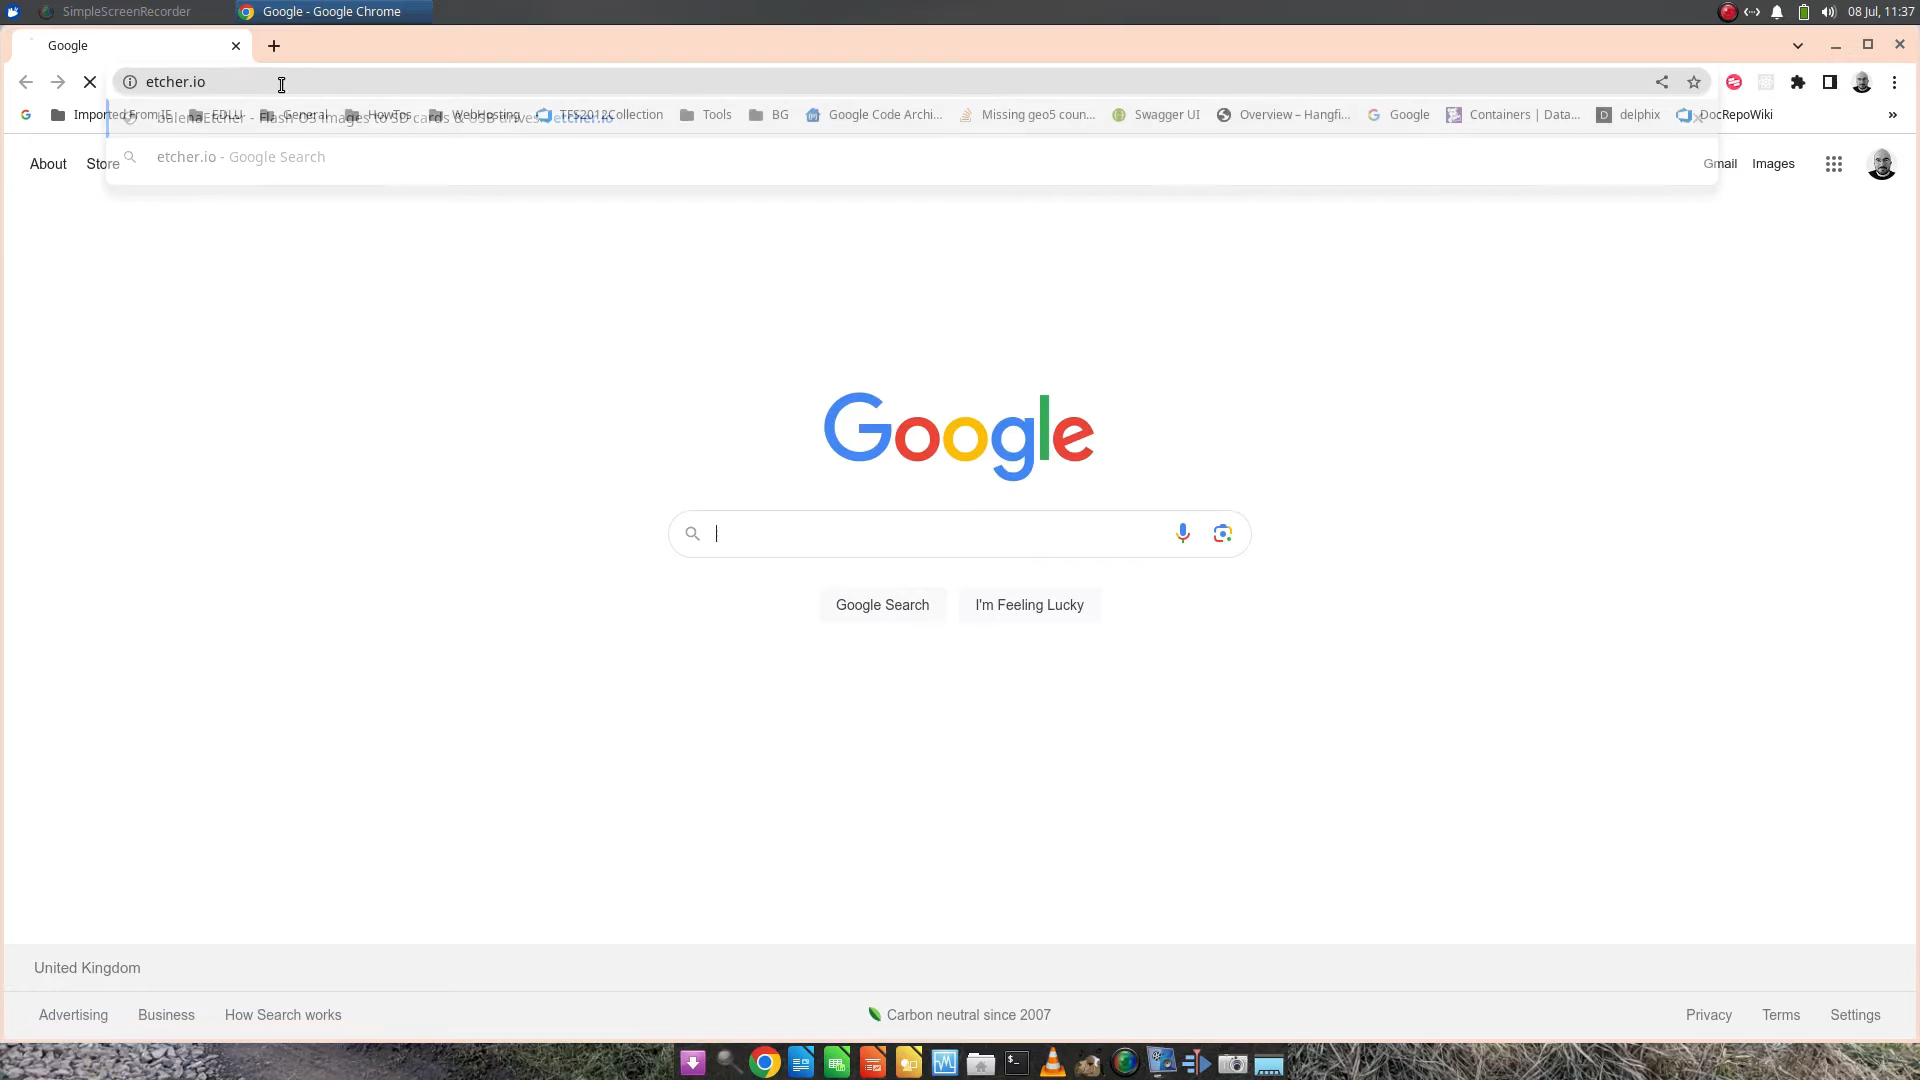 SimpleScreenRecorder
Google - Google Chrome
08 Jul, 11:37
Google
etcher.io
Imported From IE
EDLU
General
HowTos
WebHosting
TFS2012Collection
Tools
BG
Google Code Archi...
Missing geo5 coun...
Swagger UI
Overview – Hangfi...
Google
Containers | Data...
delphix
DocRepoWiki
»
balenaEtcher - Flash OS images to SD cards & USB drives - etcher.io
etcher.io - Google Search
About
Store
Gmail
Images
Google
Google Search
I'm Feeling Lucky
United Kingdom
Advertising
Business
How Search works
Carbon neutral since 2007
Privacy
Terms
Settings